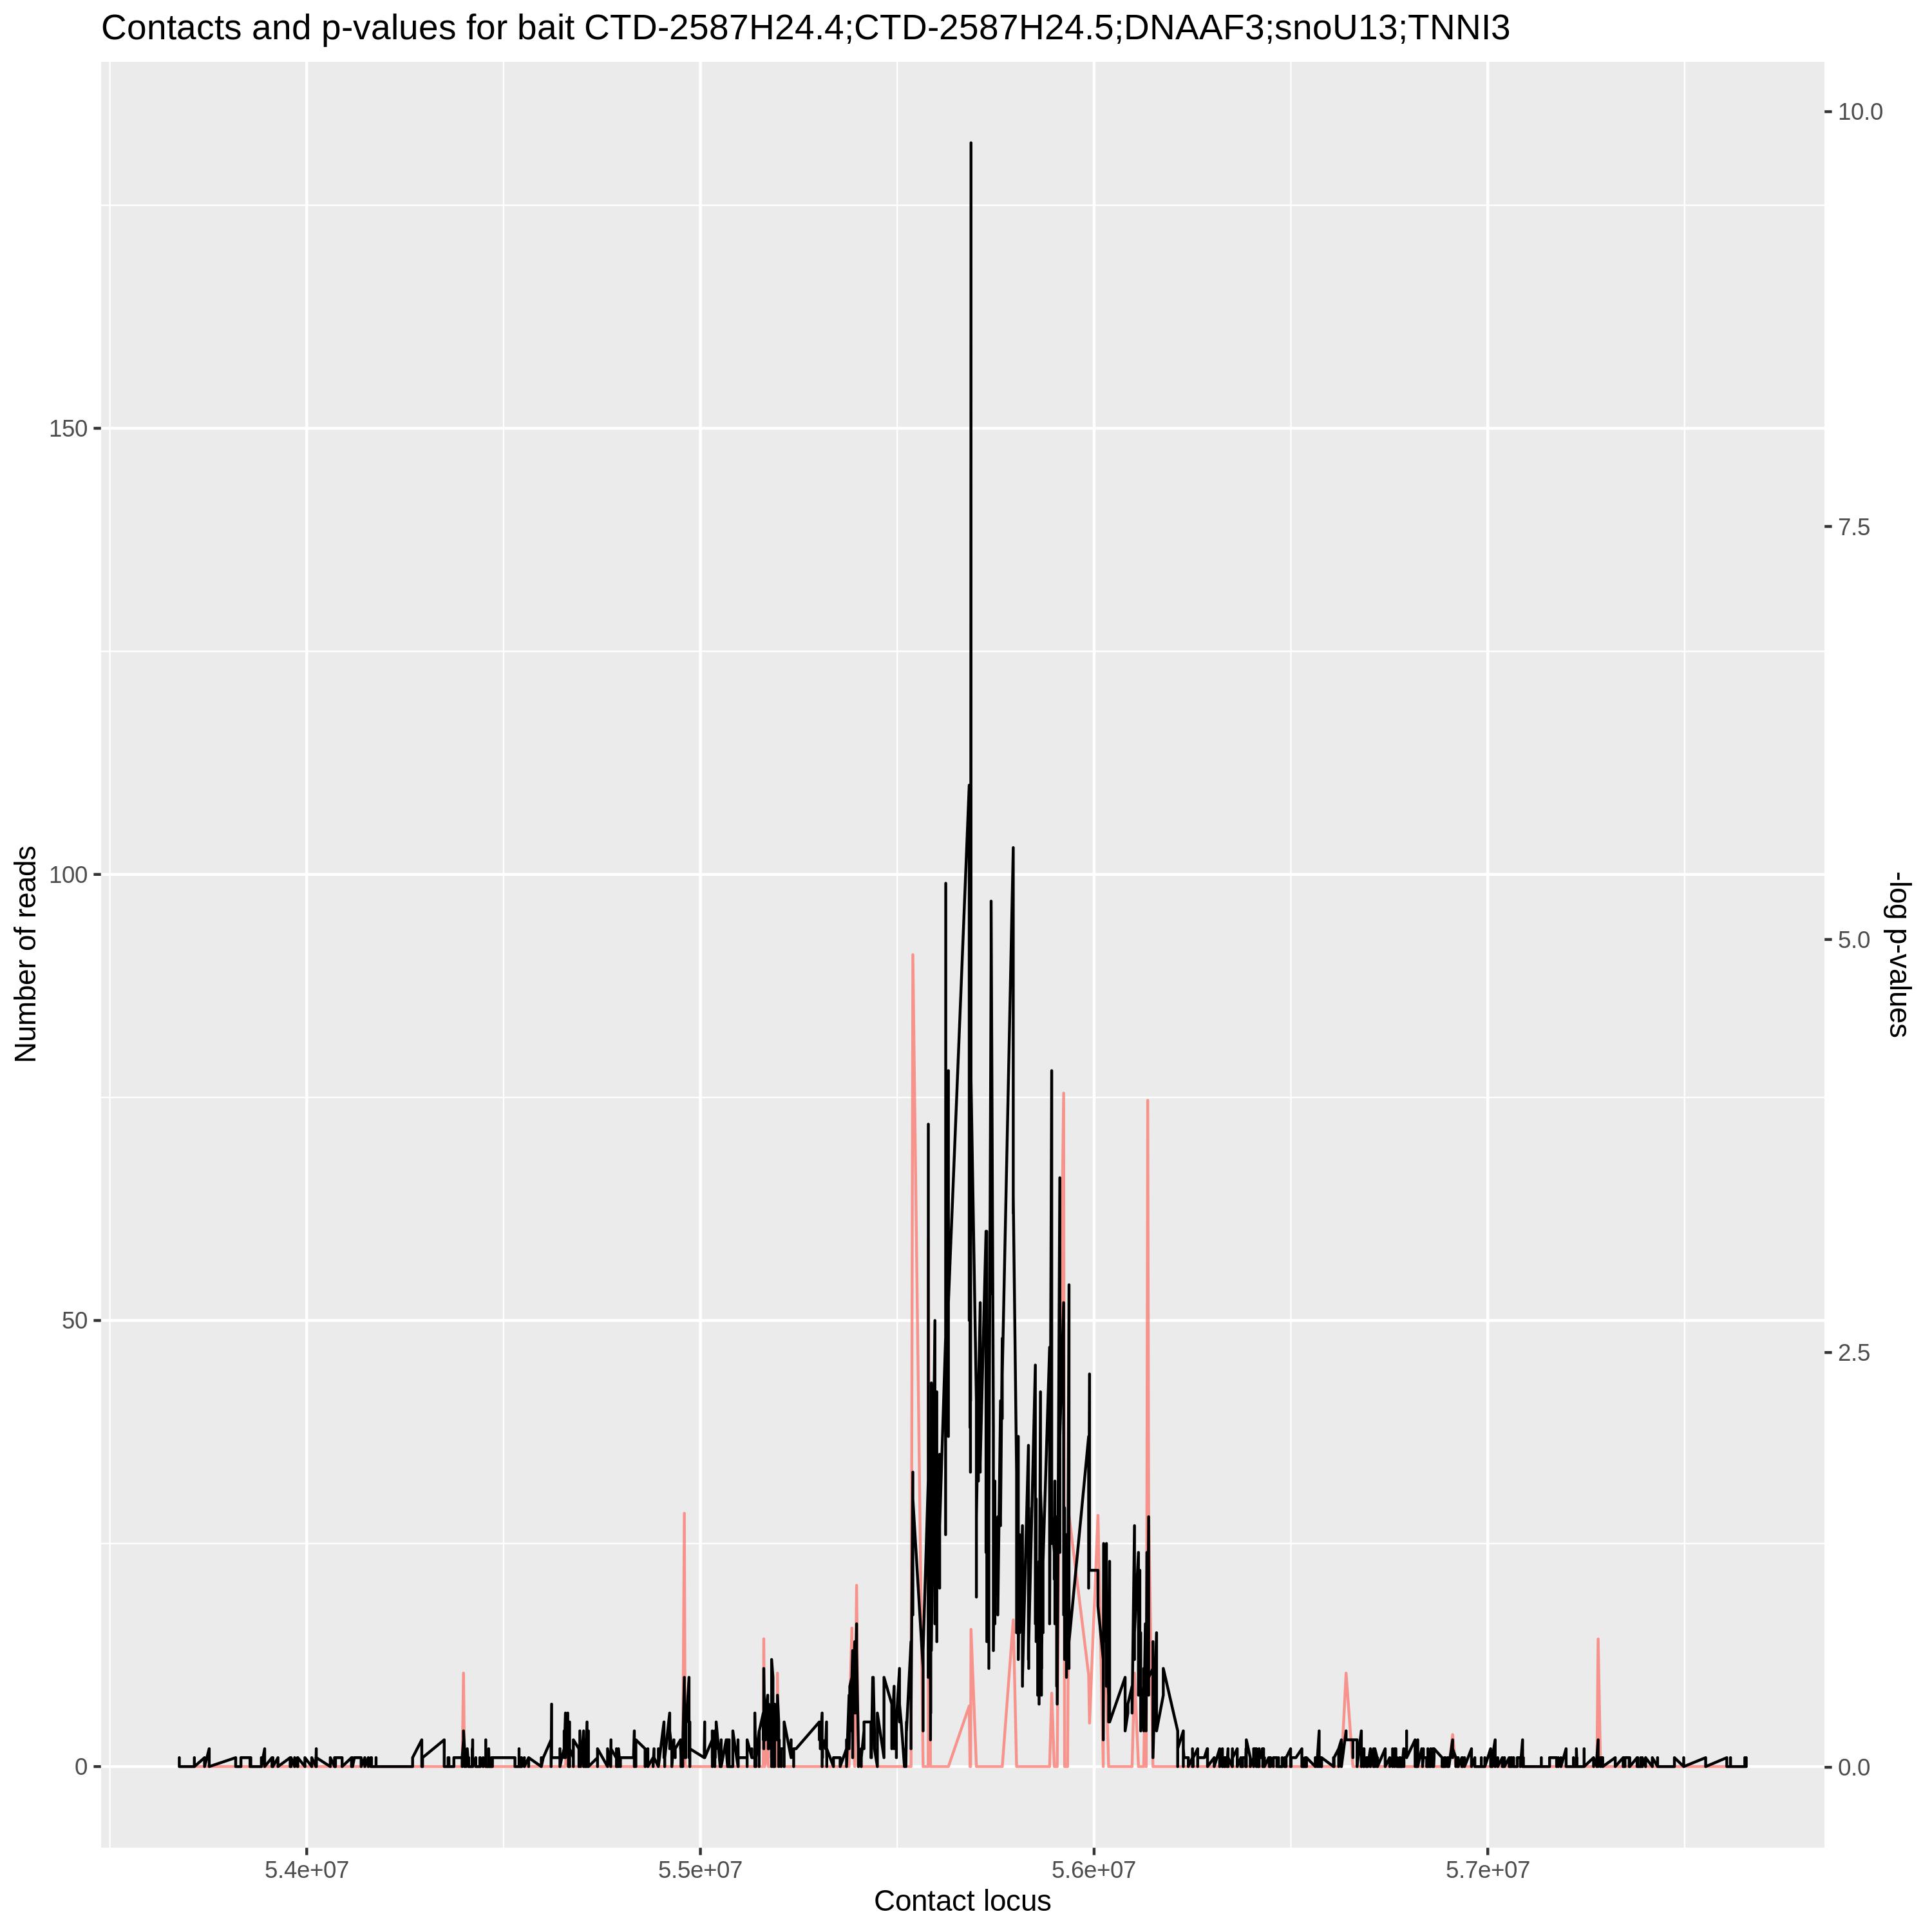 Contacts and p-values for bait CTD-2587H24.4;CTD-2587H24.5;DNAAF3;snoU13;TNNI3
Number of reads
150
100
50
0
10.0
7.5
5.0
2.5
0.0
-log p-values
5.4e+07 5.5e+07 5.6e+07 5.7e+07
Contact locus